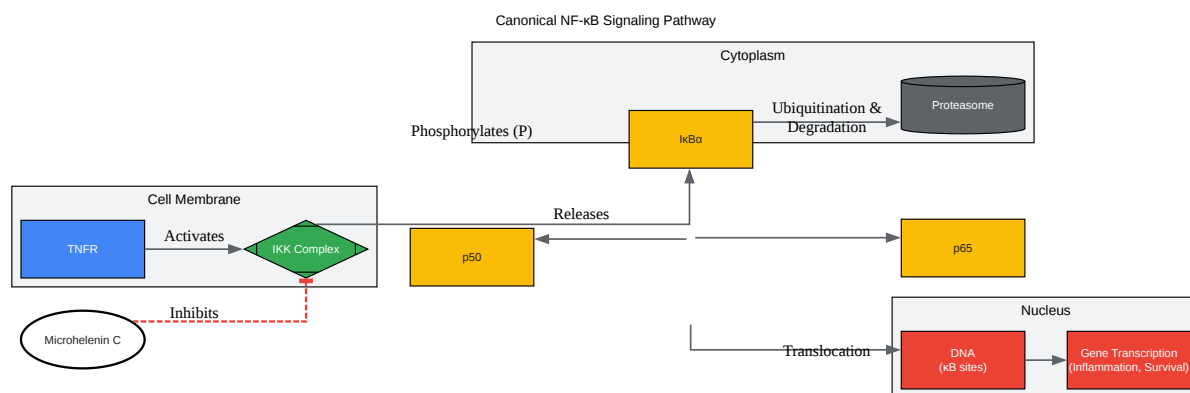 Canonical NF-κB Signaling Pathway
Cytoplasm
Proteasome
Ubiquitination &
Degradation
Phosphorylates (P)
IκBα
Cell Membrane
TNFR
Activates
IKK Complex
Releases
p50
p65
Inhibits
Microhelenin C
Nucleus
Translocation
DNA
(κB sites)
Gene Transcription
(Inflammation, Survival)